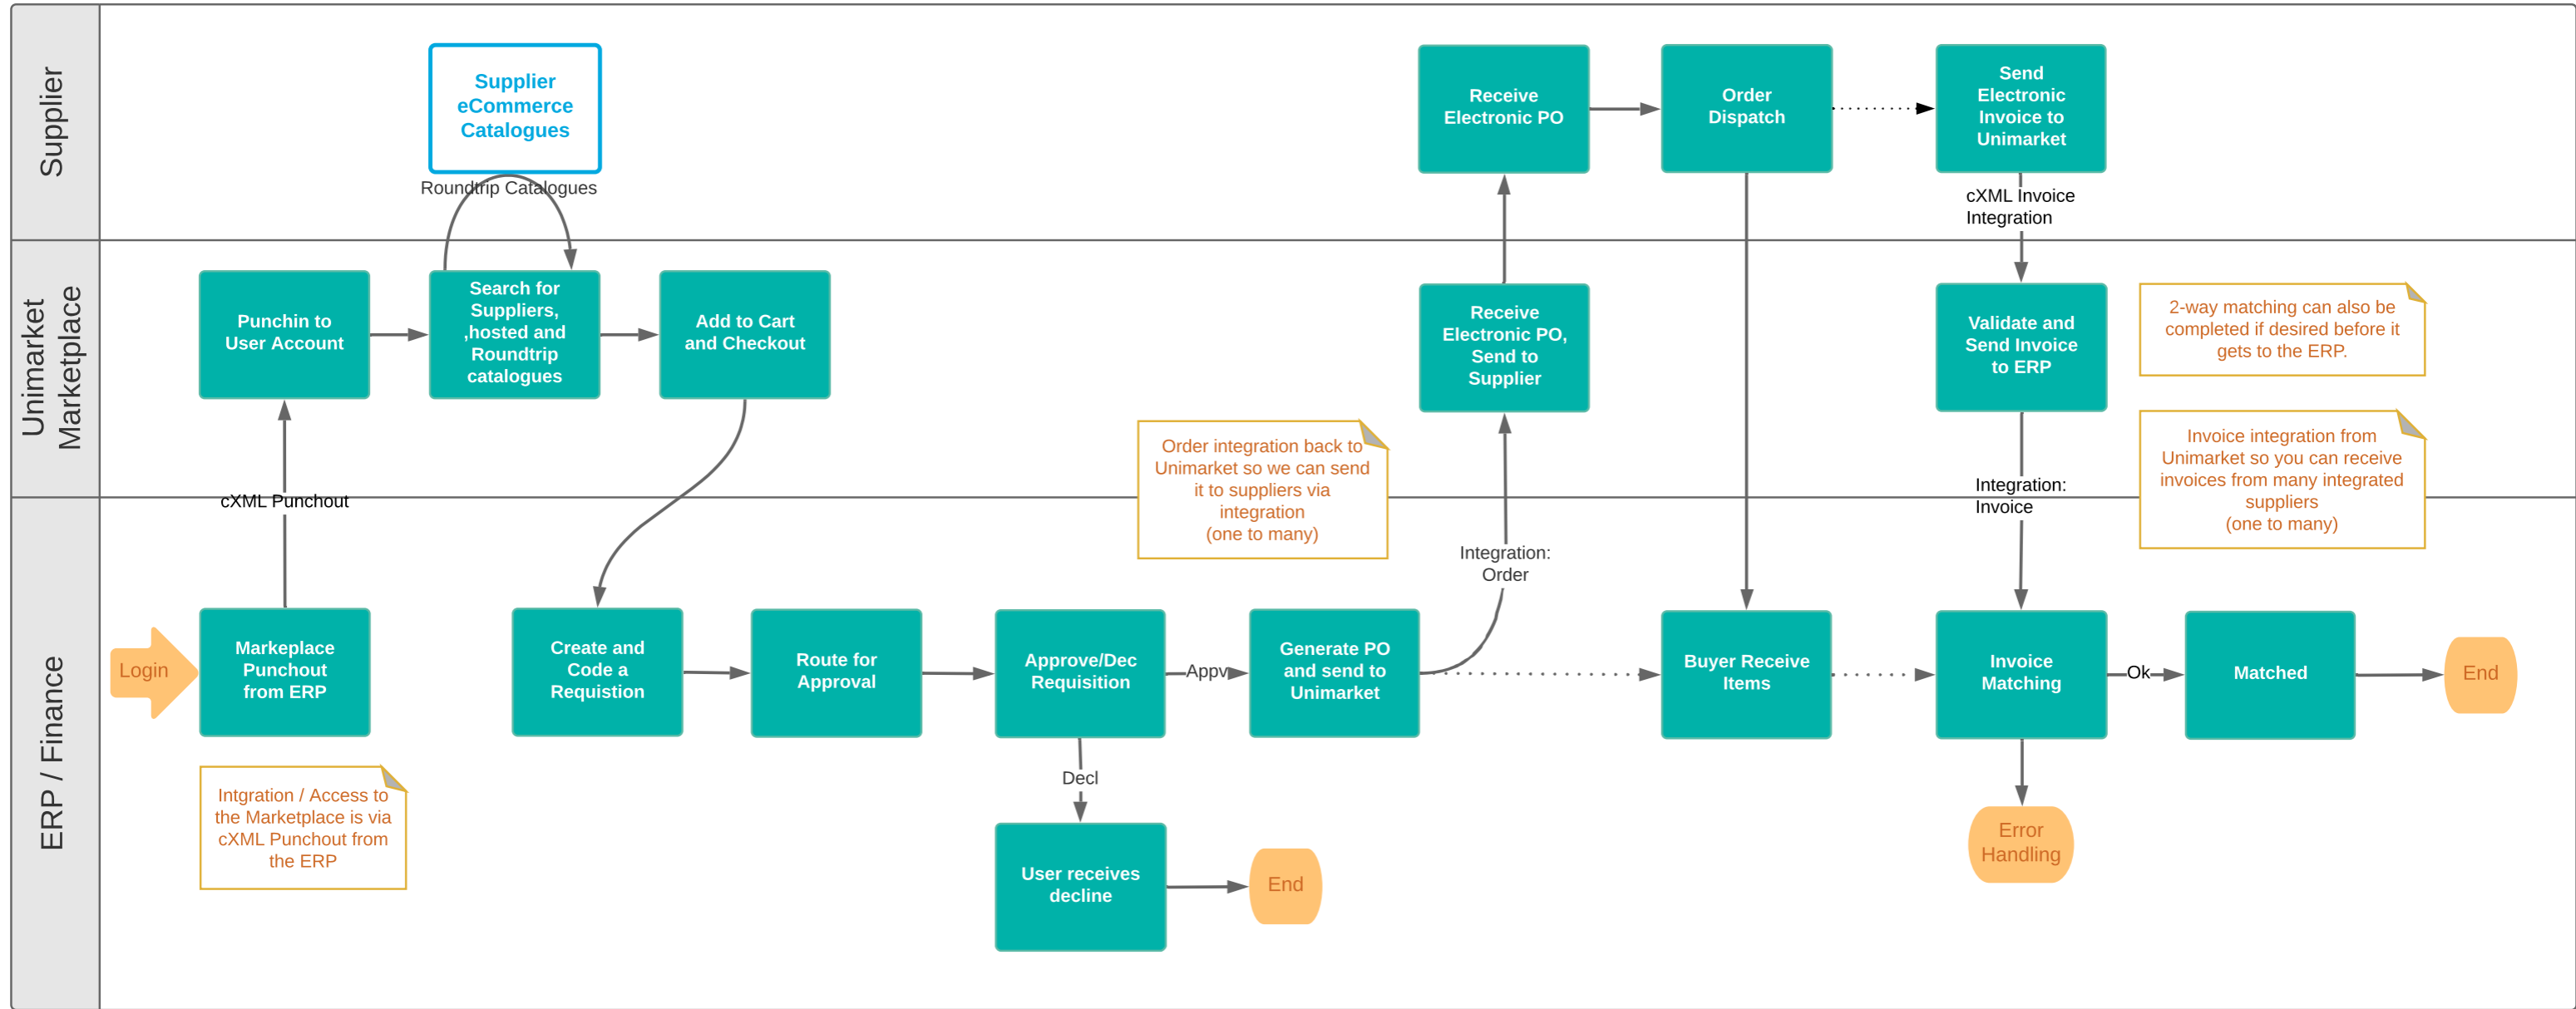 Supplier
Supplier
eCommerce
Catalogues
Roundtrip Catalogues
Receive
Electronic PO
Order
Dispatch
Send
Electronic
Invoice to
Unimarket
cXML Invoice
Integration
Unimarket
Marketplace
Punchin to
User Account
Search for
Suppliers,
,hosted and
Roundtrip
catalogues
Add to Cart
and Checkout
Receive
Electronic PO,
Send to
Supplier
Validate and
Send Invoice
to ERP
2-way matching can also be
completed if desired before it
gets to the ERP.
Order integration back to
Unimarket so we can send
it to suppliers via
integration
(one to many)
Invoice integration from
Unimarket so you can receive
invoices from many integrated
suppliers
(one to many)
cXML Punchout
Integration:
Order
Integration:
Invoice
ERP / Finance
Login
Markeplace
Punchout
from ERP
Create and
Code a
Requistion
Route for
Approval
Approve/Dec
Requisition
Appv
Generate PO
and send to
Unimarket
Buyer Receive
Items
Invoice
Matching
Ok
Matched
End
Intgration / Access to
the Marketplace is via
cXML Punchout from
the ERP
Decl
User receives
decline
End
Error
Handling